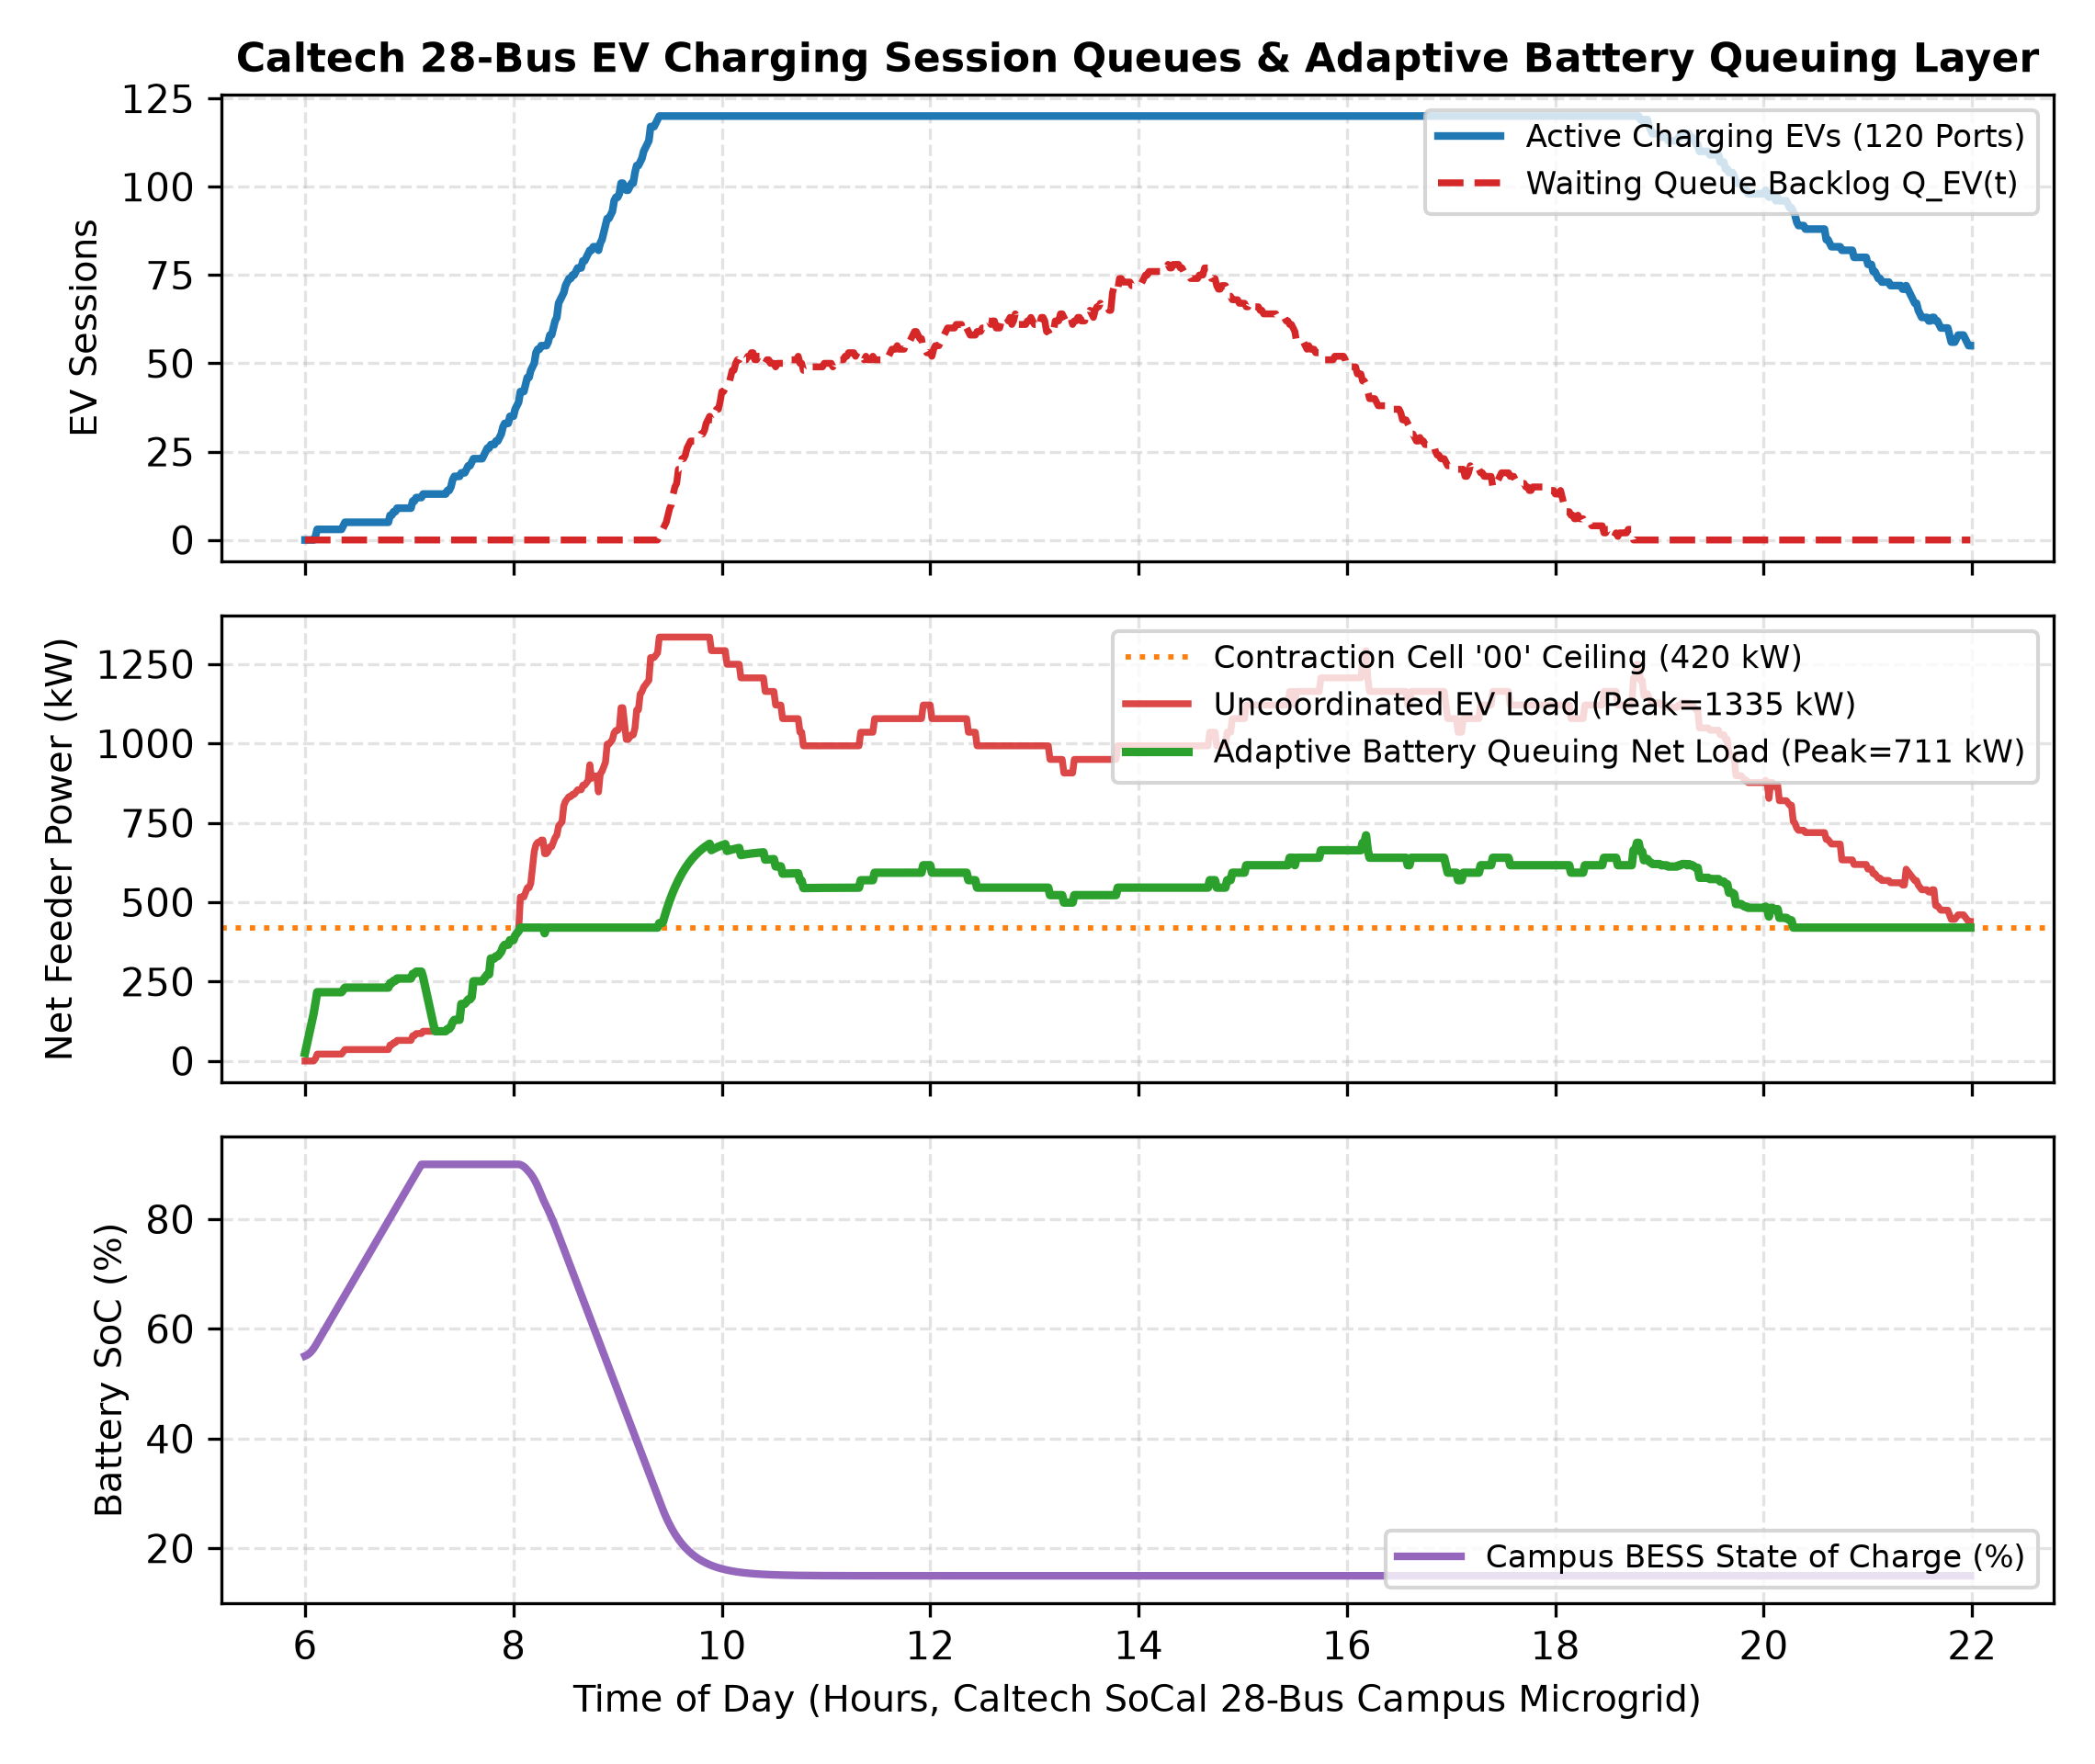 Caltech 28-Bus EV Charging Session Queues & Adaptive Battery Queuing Layer
EV Sessions
125
100
75
50
25
0
Active Charging EVs (120 Ports)
Waiting Queue Backlog Q_EV(t)
Net Feeder Power (kW)
1250
1000
750
500
250
0
Contraction Cell '00' Ceiling (420 kW)
Uncoordinated EV Load (Peak=1335 kW)
Adaptive Battery Queuing Net Load (Peak=711 kW)
Battery SoC (%)
80
60
40
20
Campus BESS State of Charge (%)
6 8 10 12 14 16 18 20 22
Time of Day (Hours, Caltech SoCal 28-Bus Campus Microgrid)